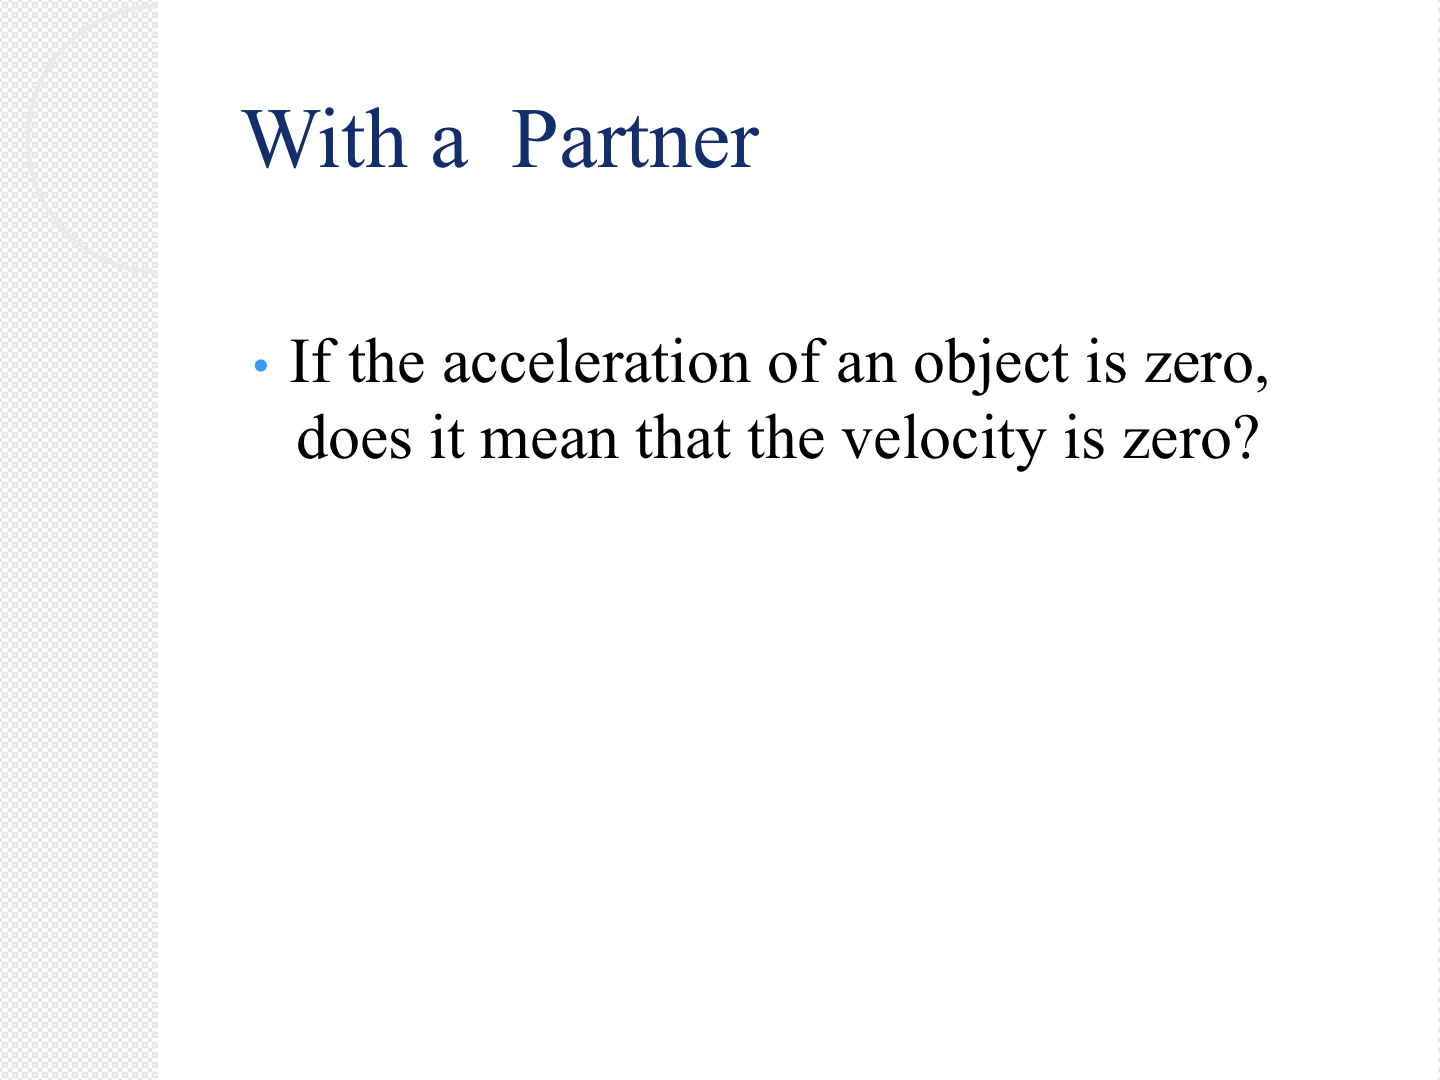 With a  Partner
• If the acceleration of an object is zero,
does it mean that the velocity is zero?